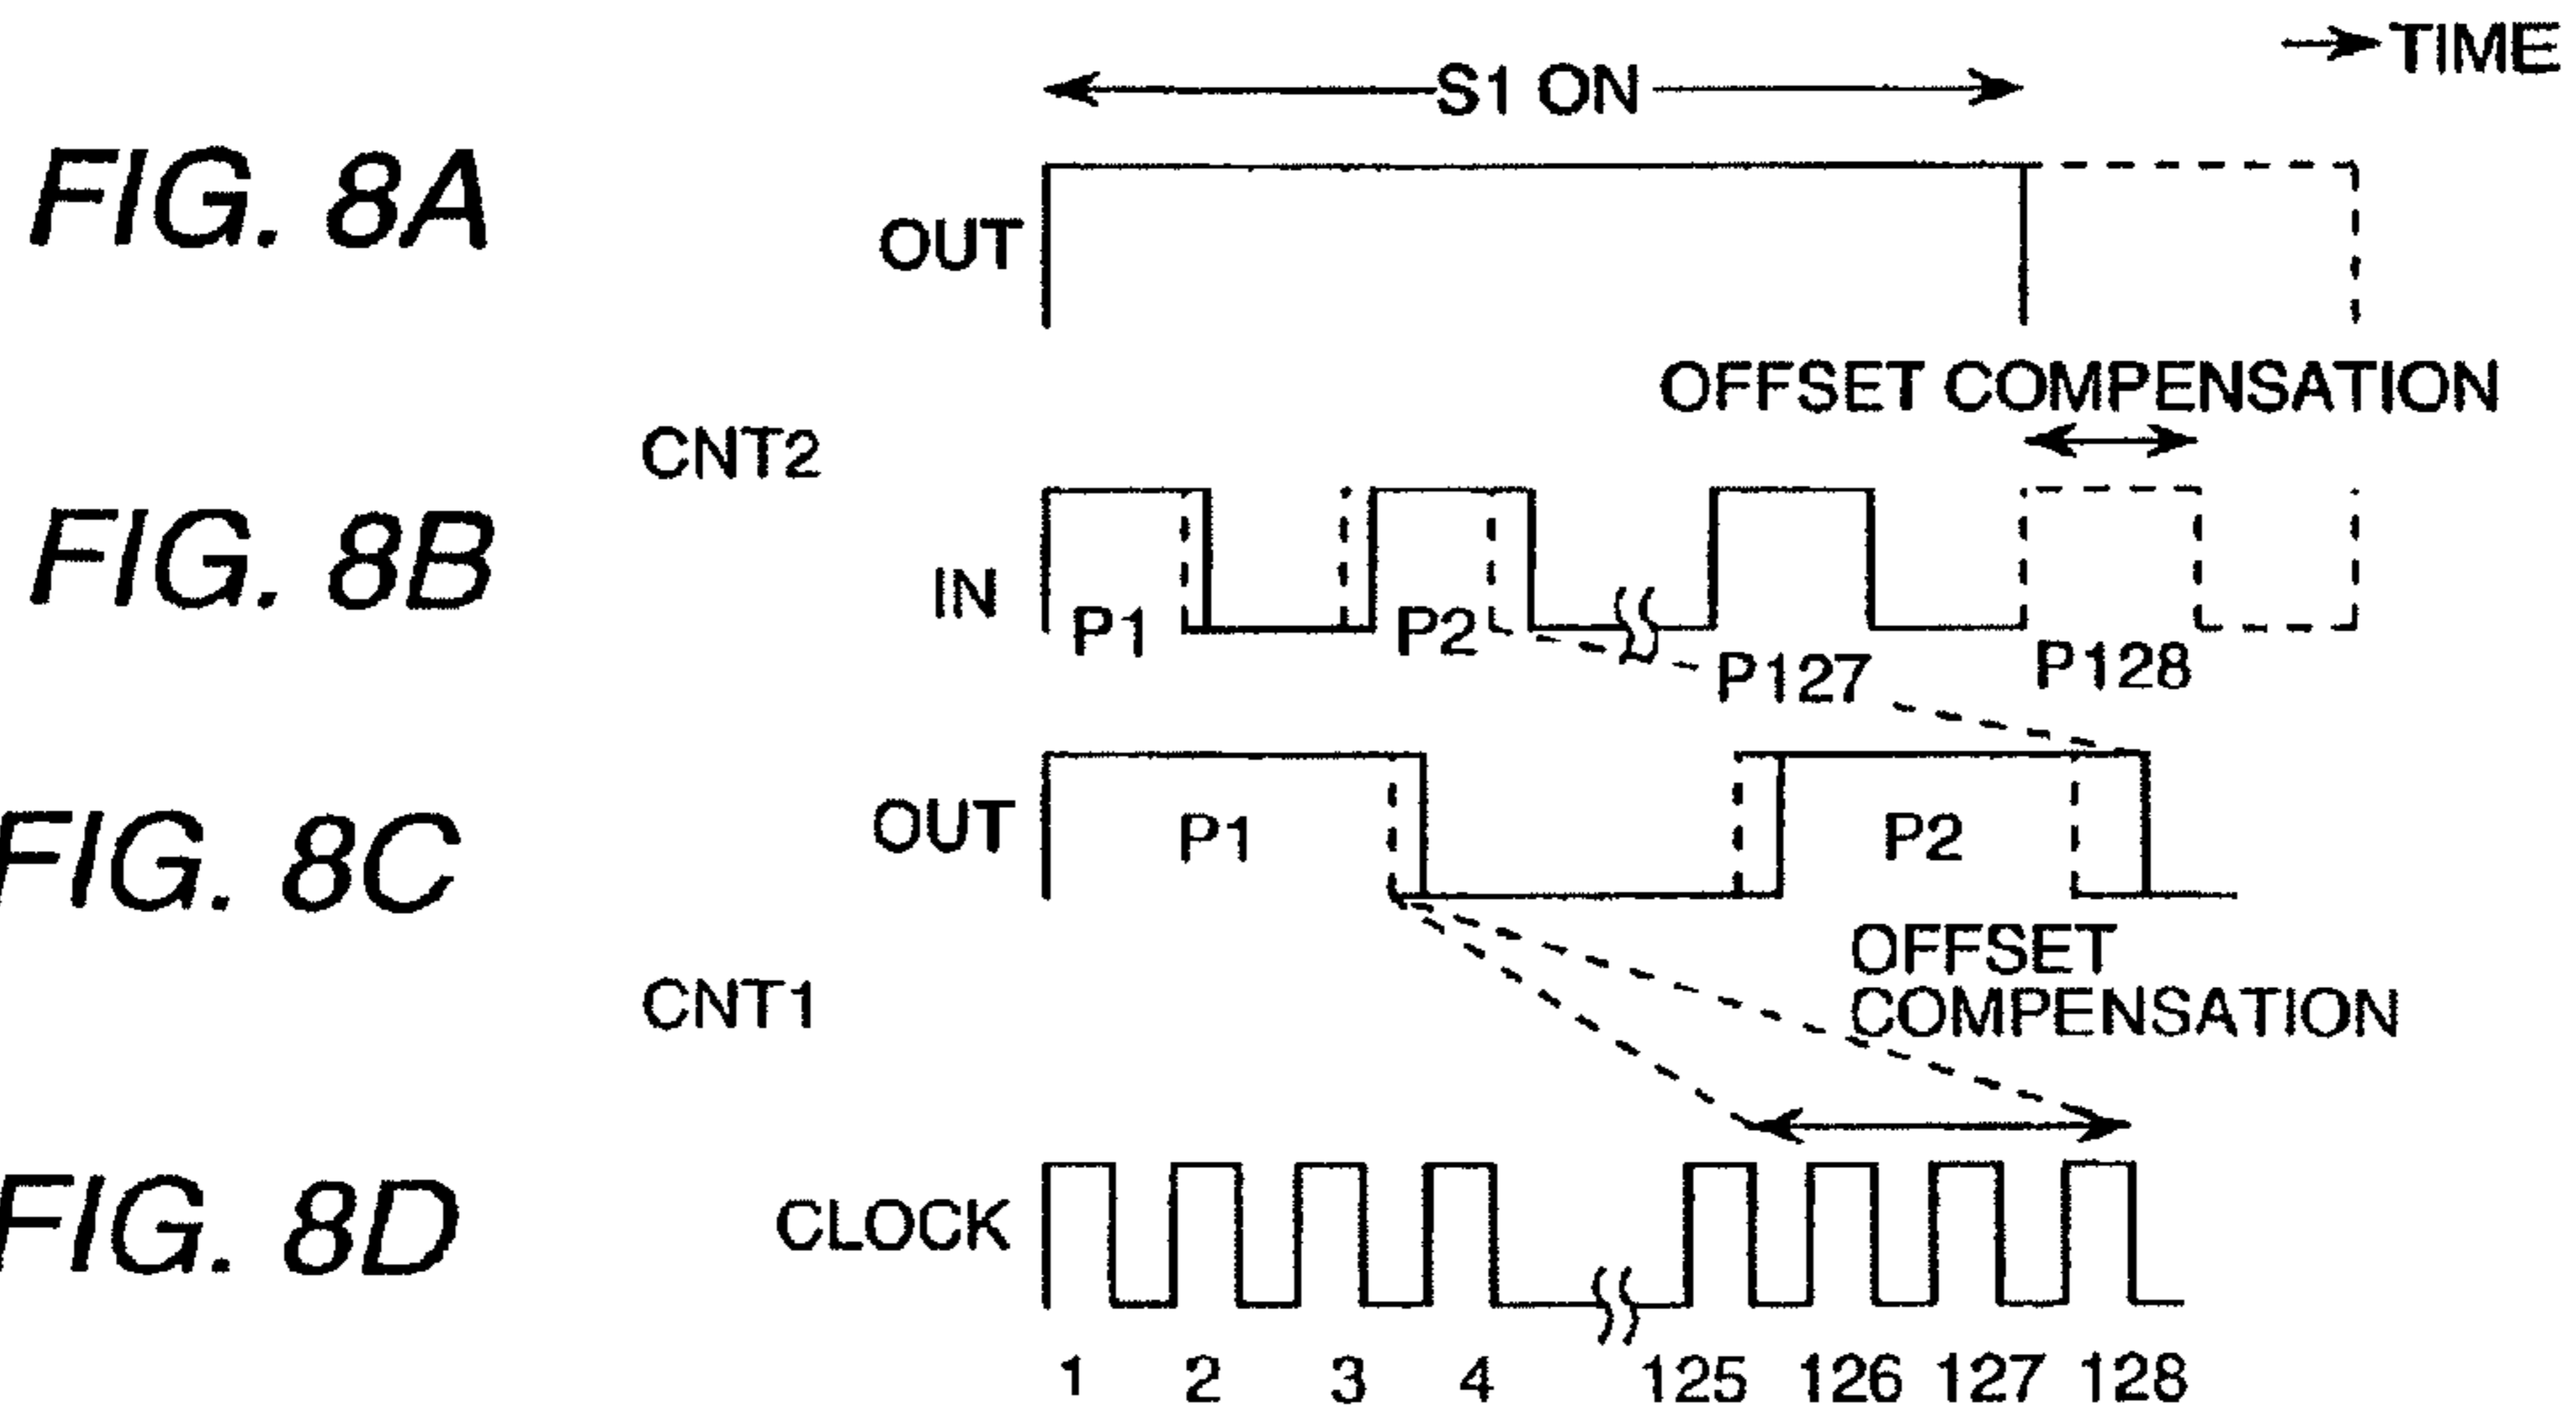 TIME
S1 ON
FIG. 8A
OUT
OFFSET COMPENSATION
CNT2
FIG. 8B
IN
P1
P2
P127
P128
FIG. 8C
OUT
P1
P2
OFFSET
COMPENSATION
CNT1
FIG. 8D
CLOCK
1 2 3 4 125 126 127 128